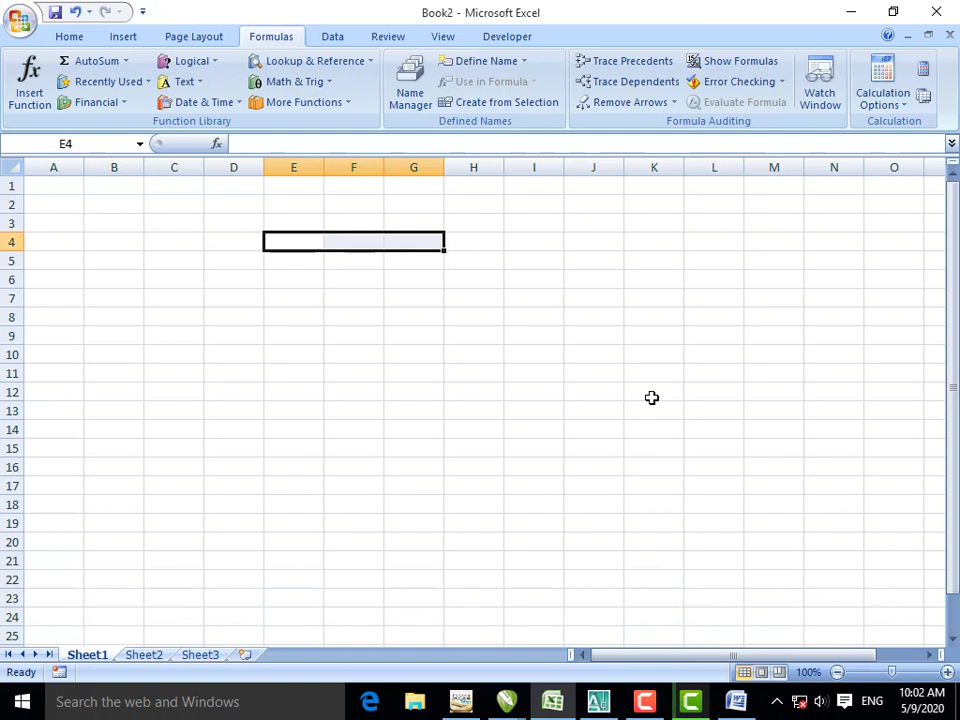 Book2 - Microsoft Excel
Home Insert Page Layout Formulas Data Review View Developer
fx Σ AutoSum Logical Lookup & Reference Define Name Trace Precedents Show Formulas
Insert Function Recently Used Text Math & Trig Name Manager Use in Formula Trace Dependents Error Checking Watch Window Calculation Options
Financial Date & Time More Functions Create from Selection Remove Arrows Evaluate Formula
Function Library Defined Names Formula Auditing Calculation
E4 fx
A B C D E F G H I J K L M N O
1
2
3
4
5
6
7
8
9
10
11
12
13
14
15
16
17
18
19
20
21
22
23
24
25
Sheet1 Sheet2 Sheet3
Ready 100%
Search the web and Windows ENG 10:02 AM
5/9/2020